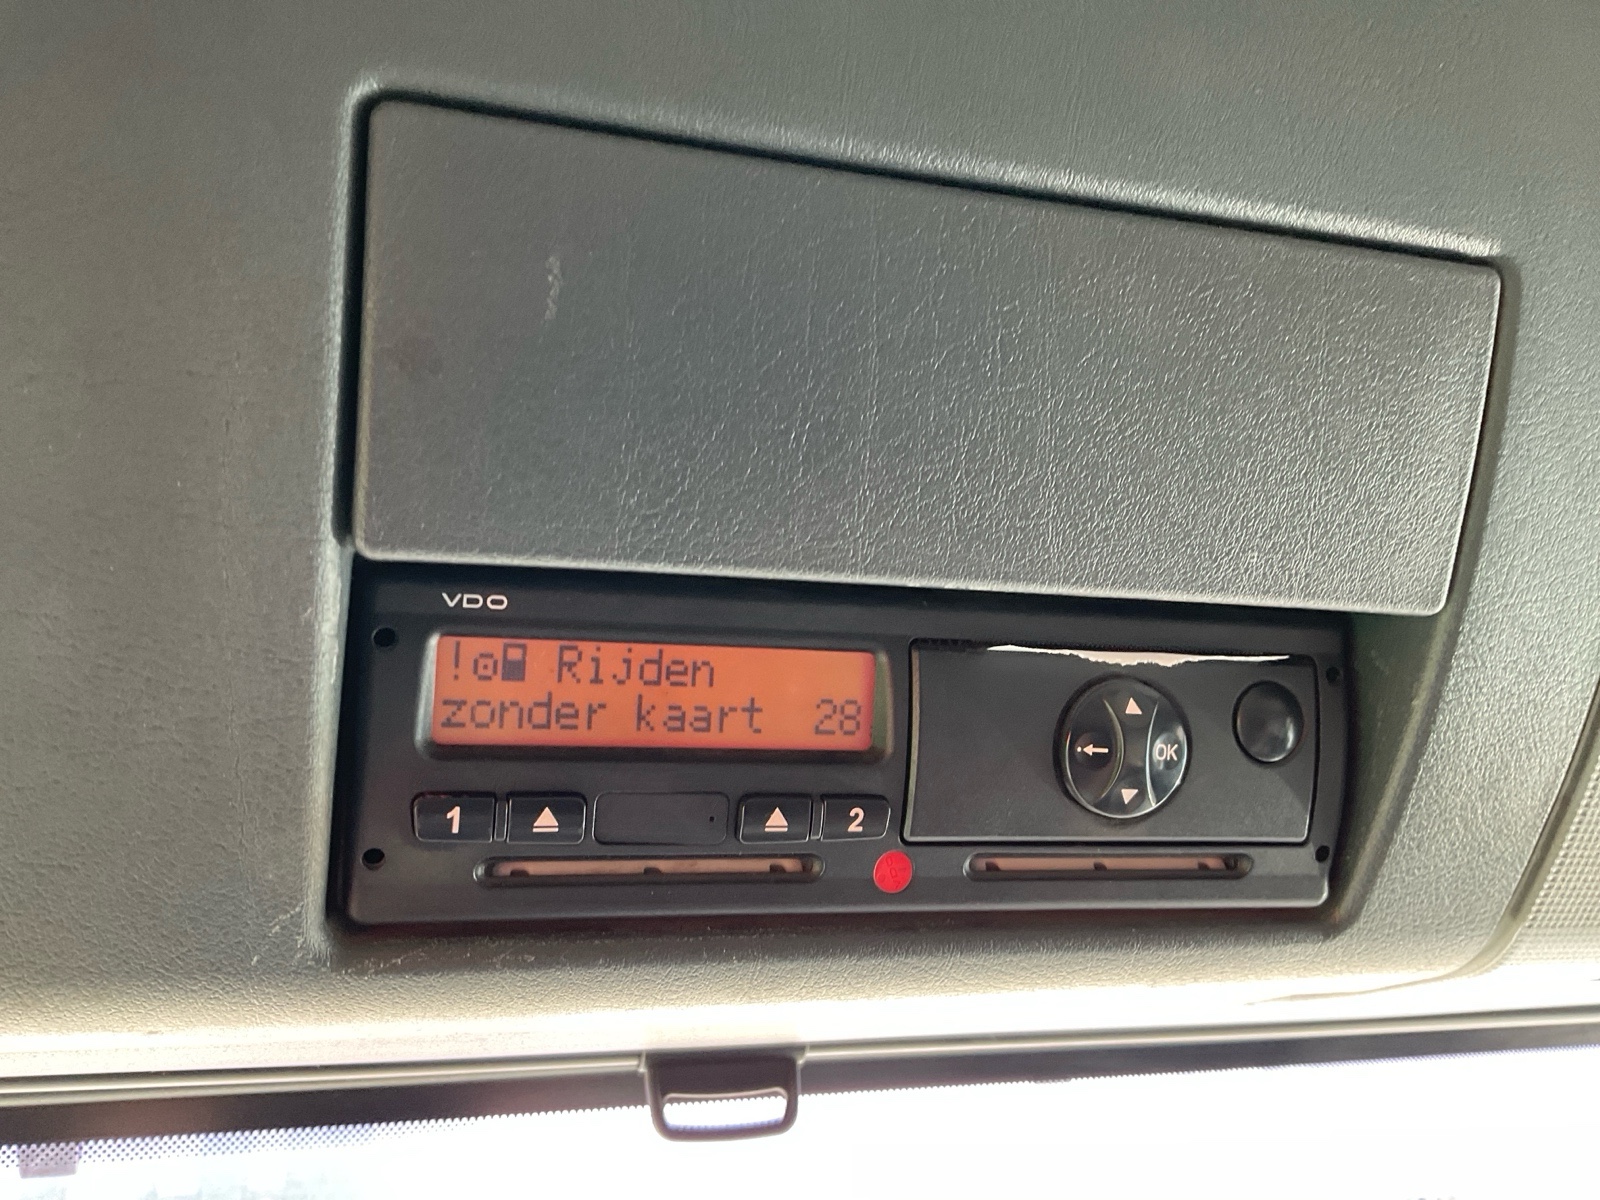 VDO
! Rijden
zonder kaart 28
1
2
OK